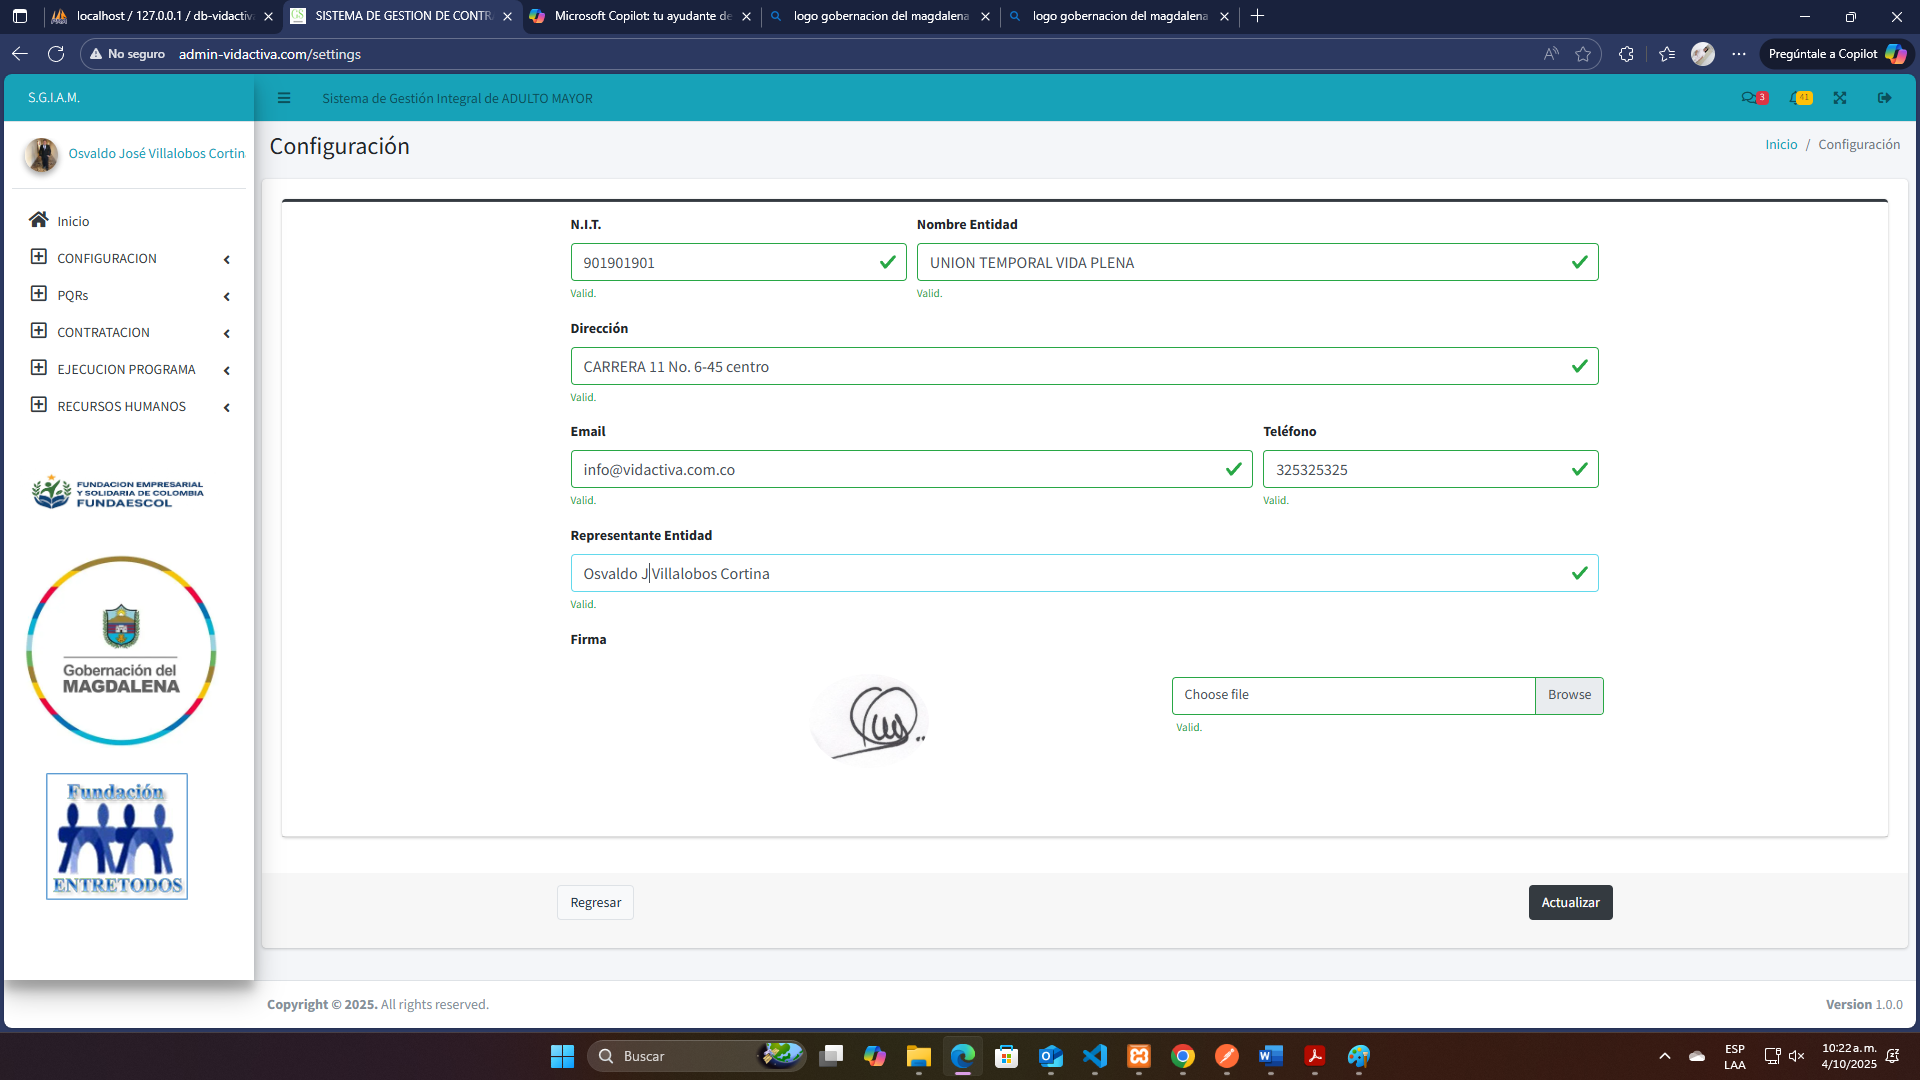 localhost / 127.0.0.1 / db-vidactiv
SISTEMA DE GESTION DE CONTR
Microsoft Copilot: tu ayudante de
logo gobernacion del magdalena
logo gobernacion del magdalena
No seguro
admin-vidactiva.com/settings
Pregúntale a Copilot
S.G.I.A.M.
Sistema de Gestión Integral de ADULTO MAYOR
3
41
Osvaldo José Villalobos Cortin
Configuración
Inicio / Configuración
Inicio
CONFIGURACION
PQRs
CONTRATACION
EJECUCION PROGRAMA
RECURSOS HUMANOS
FUNDACION EMPRESARIAL
Y SOLIDARIA DE COLOMBIA
FUNDAESCOL
Gobernación del
MAGDALENA
Fundación
ENTRETODOS
N.I.T.
Nombre Entidad
901901901
UNION TEMPORAL VIDA PLENA
Valid.
Valid.
Dirección
CARRERA 11 No. 6-45 centro
Valid.
Email
Teléfono
info@vidactiva.com.co
325325325
Valid.
Valid.
Representante Entidad
Osvaldo J Villalobos Cortina
Valid.
Firma
Choose file
Browse
Valid.
Regresar
Actualizar
Copyright © 2025. All rights reserved.
Version 1.0.0
Buscar
ESP
LAA
10:22 a. m.
4/10/2025